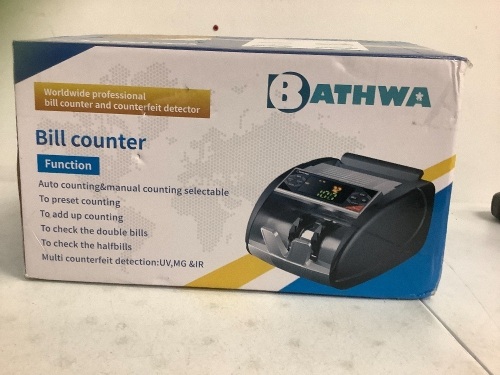 Worldwide professional
bill counter and counterfeit detector
BATHWA
Bill counter
Function
Auto counting&manual counting selectable
To preset counting
To add up counting
To check the double bills
To check the halfbills
Multi counterfeit detection:UV,MG &IR